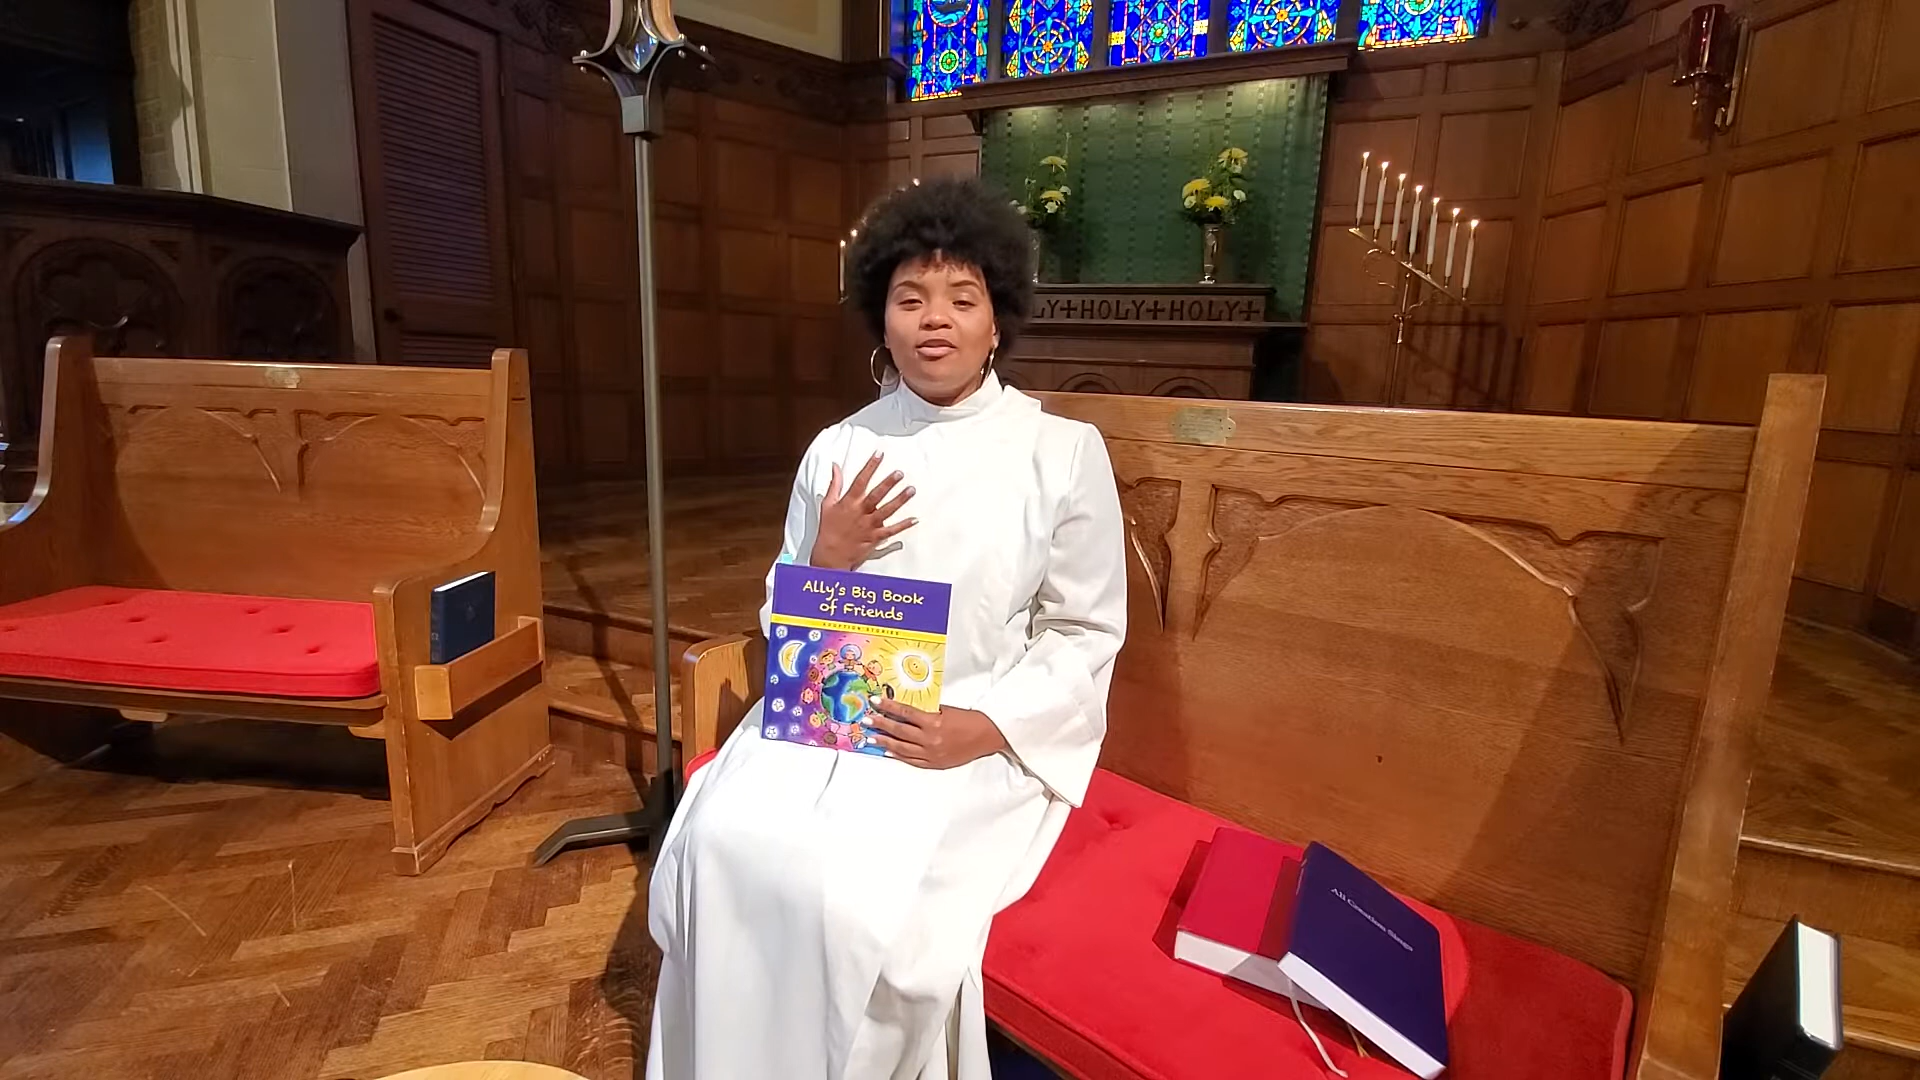 LY+HOLY+HOLY+
Ally's Big Book
of Friends
ADOPTION STORIES
All Creation Sings